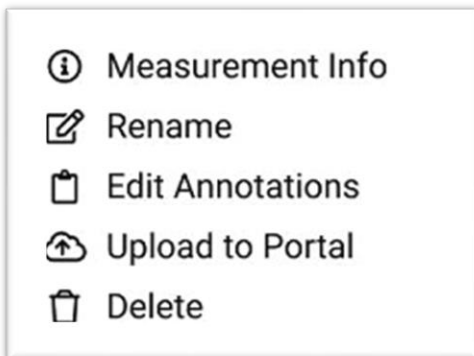 Measurement Info
Rename
Edit Annotations
Upload to Portal
Delete